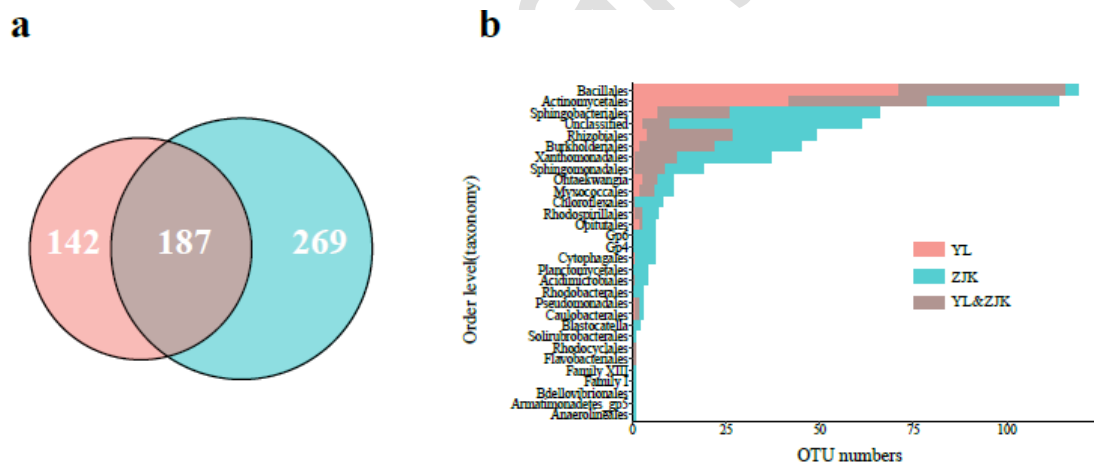 a
b
142
187
269
Order level(taxonomy)
Bacillales
Actinomycetales
Sphingobacteriales
Unclassified
Rhizobiales
Burkholderiales
Xanthomonadales
Sphingomonadales
Ohtaekwangia
Myxococcales
Chloroflexales
Rhodospirillales
Opitutales
Gp6
Gp4
Cytophagales
Planctomycetales
Acidimicrobiales
Rhodobacterales
Pseudomonadales
Caulobacterales
Blastocatella
Solirubrobacterales
Rhodocyclales
Flavobacteriales
Family XIII
Family I
Bdellovibrionales
Armatimonadetes_gp5
Anaerolineales
YL
ZJK
YL&ZJK
0 25 50 75 100
OTU numbers